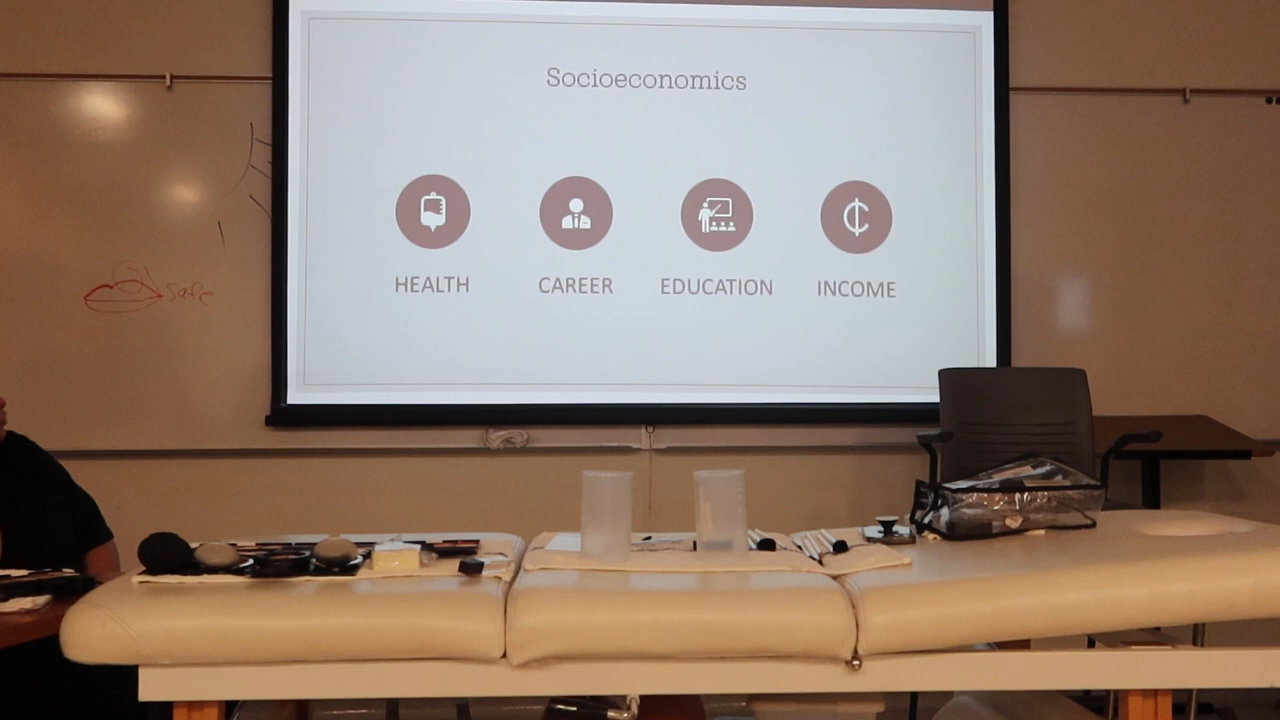 Socioeconomics
HEALTH
CAREER
EDUCATION
INCOME
safe